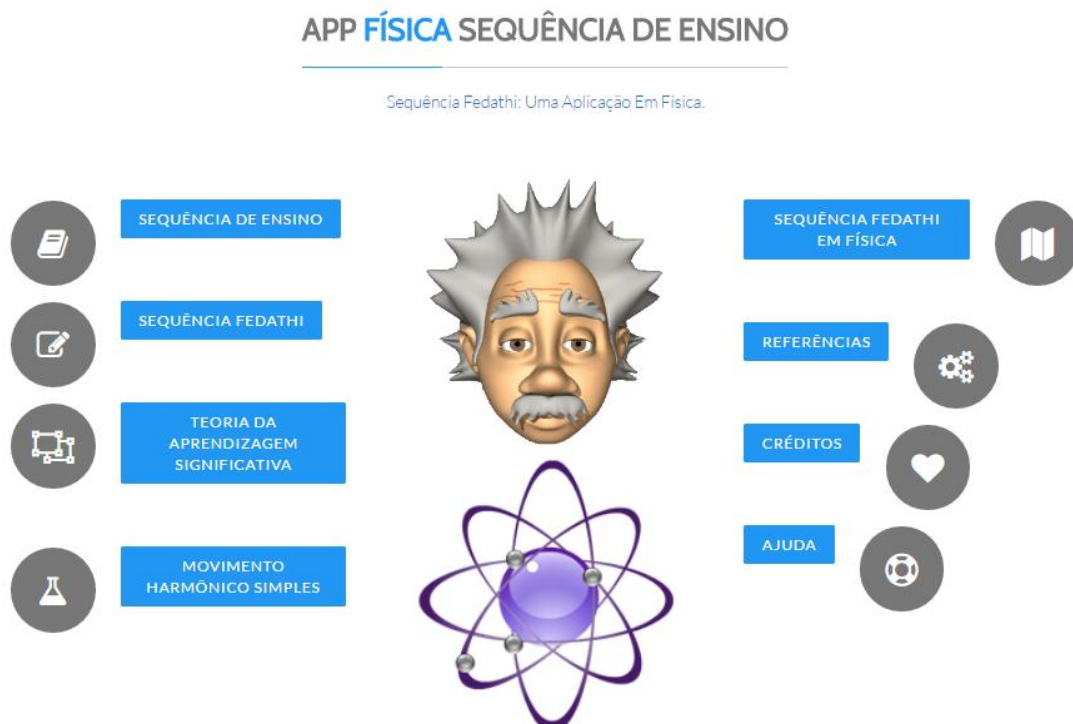 APP FÍSICA SEQUÊNCIA DE ENSINO
Sequência Fedathi: Uma Aplicação Em Física.
SEQUÊNCIA DE ENSINO
SEQUÊNCIA FEDATHI
TEORIA DA
APRENDIZAGEM
SIGNIFICATIVA
MOVIMENTO
HARMÔNICO SIMPLES
SEQUÊNCIA FEDATHI
EM FÍSICA
REFERÊNCIAS
CRÉDITOS
AJUDA